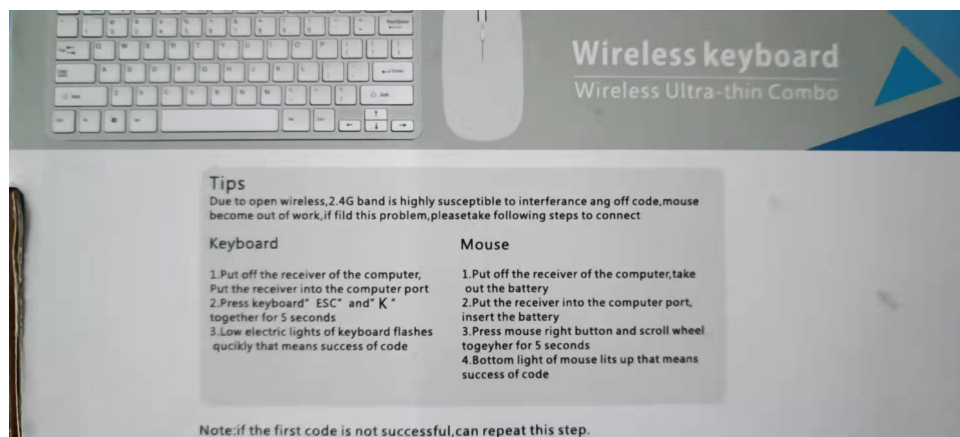 Wireless keyboard
Wireless Ultra-thin Combo
Tips
Due to open wireless,2.4G band is highly susceptible to interferance ang off code,mouse
become out of work,if fild this problem,pleasetake following steps to connect
Keyboard
1.Put off the receiver of the computer,
Put the receiver into the computer port
2.Press keyboard" ESC" and" K "
together for 5 seconds
3.Low electric lights of keyboard flashes
qucikly that means success of code
Mouse
1.Put off the receiver of the computer,take
out the battery
2.Put the receiver into the computer port,
insert the battery
3.Press mouse right button and scroll wheel
togeyher for 5 seconds
4.Bottom light of mouse lits up that means
success of code
Note:if the first code is not successful,can repeat this step.